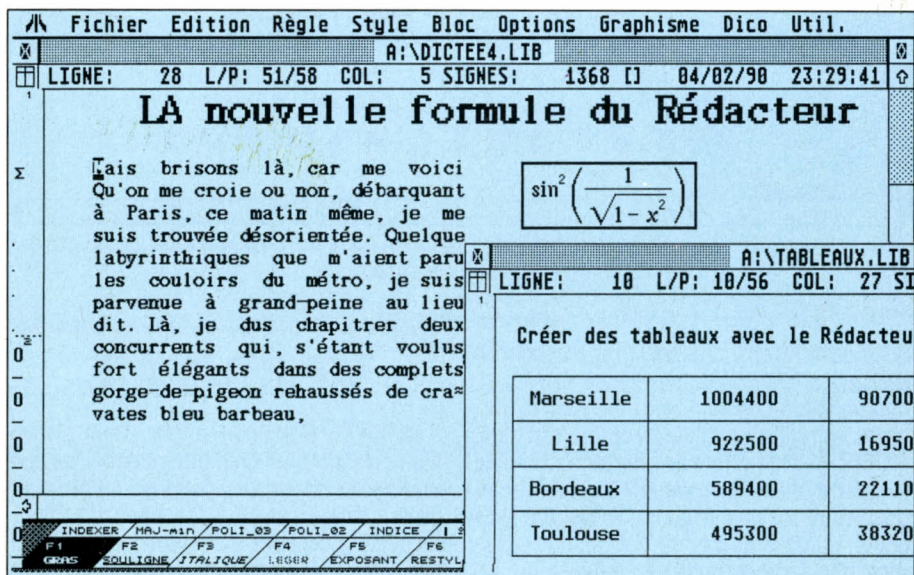 Fichier Edition Règle Style Bloc Options Graphisme Dico Util.
A:\DICTEE4.LIB
LIGNE: 28 L/P: 51/58 COL: 5 SIGNES: 1368 [] 04/02/90 23:29:41
LA nouvelle formule du Rédacteur
Mais brisons là, car me voici
Qu'on me croie ou non, débarquant
à Paris, ce matin même, je me
suis trouvée désorientée. Quelque
labyrinthiques que m'aient paru
les couloirs du métro, je suis
parvenue à grand-peine au lieu
dit. Là, je dus chapitrer deux
concurrents qui, s'étant voulus
fort élégants dans des complets
gorge-de-pigeon rehaussés de cra~
vates bleu barbeau,
sin² ( 1 / √(1 - x²) )
A:\TABLEAUX.LIB
LIGNE: 10 L/P: 10/56 COL: 27 SI
Créer des tableaux avec le Rédacteu
Marseille 1004400 90700
Lille 922500 16950
Bordeaux 589400 22110
Toulouse 495300 38320
INDEXER MAJ-min POLI_03 POLI_02 INDICE
F1 F2 F3 F4 F5 F6
GRAS SOULIGNE ITALIQUE LEGER EXPOSANT RESTYL